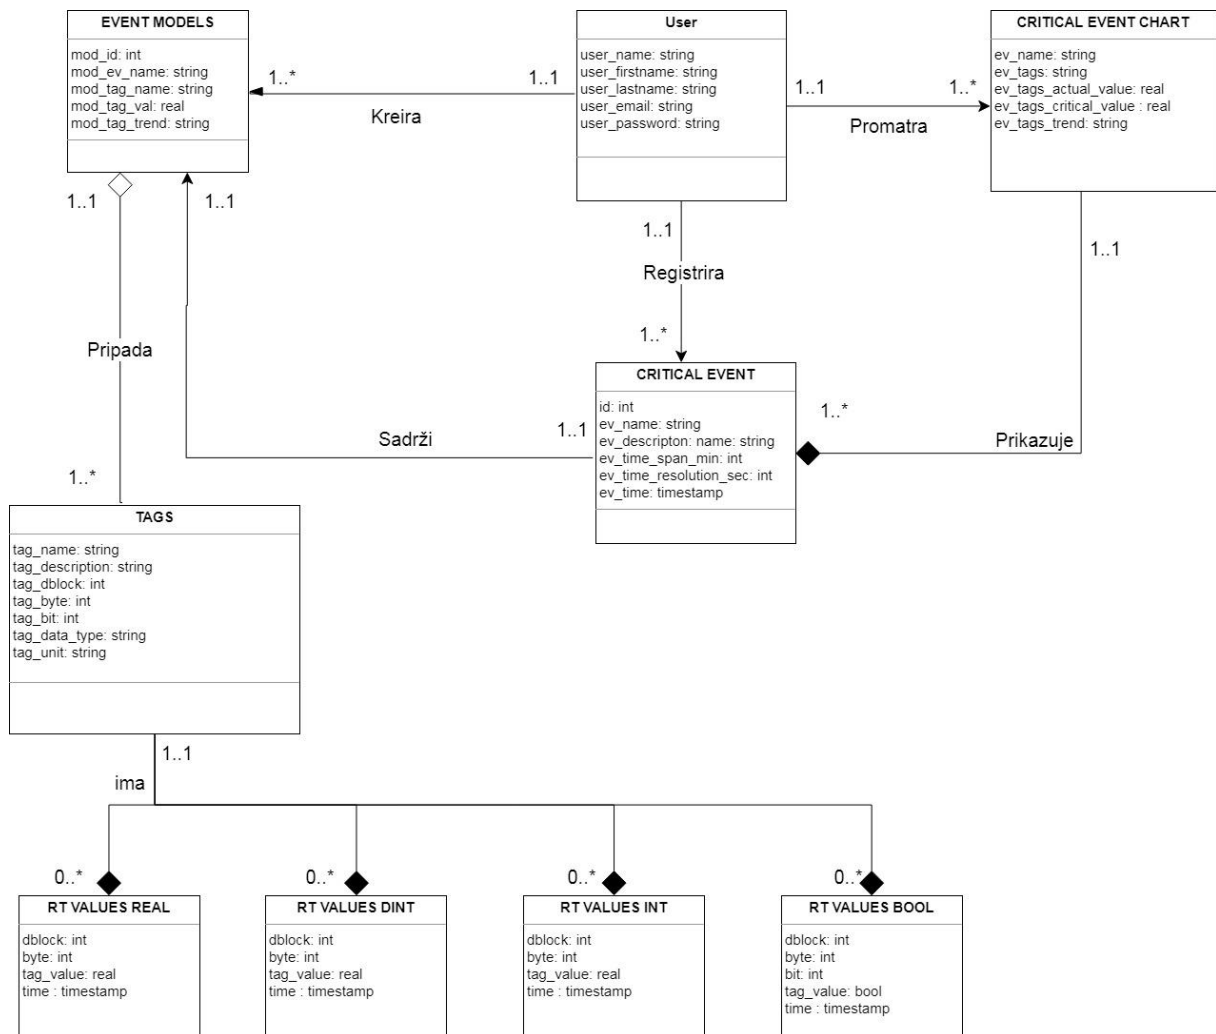 EVENT MODELS
mod_id: int
mod_ev_name: string
mod_tag_name: string
mod_tag_val: real
mod_tag_trend: string
User
user_name: string
user_firstname: string
user_lastname: string
user_email: string
user_password: string
CRITICAL EVENT CHART
ev_name: string
ev_tags: string
ev_tags_actual_value: real
ev_tags_critical_value : real
ev_tags_trend: string
1..*
1..1
Kreira
1..1
1..*
Promatra
1..1
1..1
1..1
Registrira
1..*
1..1
Pripada
1..*
Sadrži
1..1
CRITICAL EVENT
id: int
ev_name: string
ev_descripton: name: string
ev_time_span_min: int
ev_time_resolution_sec: int
ev_time: timestamp
1..*
Prikazuje
TAGS
tag_name: string
tag_description: string
tag_dblock: int
tag_byte: int
tag_bit: int
tag_data_type: string
tag_unit: string
1..1
ima
0..*
0..*
0..*
0..*
RT VALUES REAL
dblock: int
byte: int
tag_value: real
time : timestamp
RT VALUES DINT
dblock: int
byte: int
tag_value: real
time : timestamp
RT VALUES INT
dblock: int
byte: int
tag_value: real
time : timestamp
RT VALUES BOOL
dblock: int
byte: int
bit: int
tag_value: bool
time : timestamp